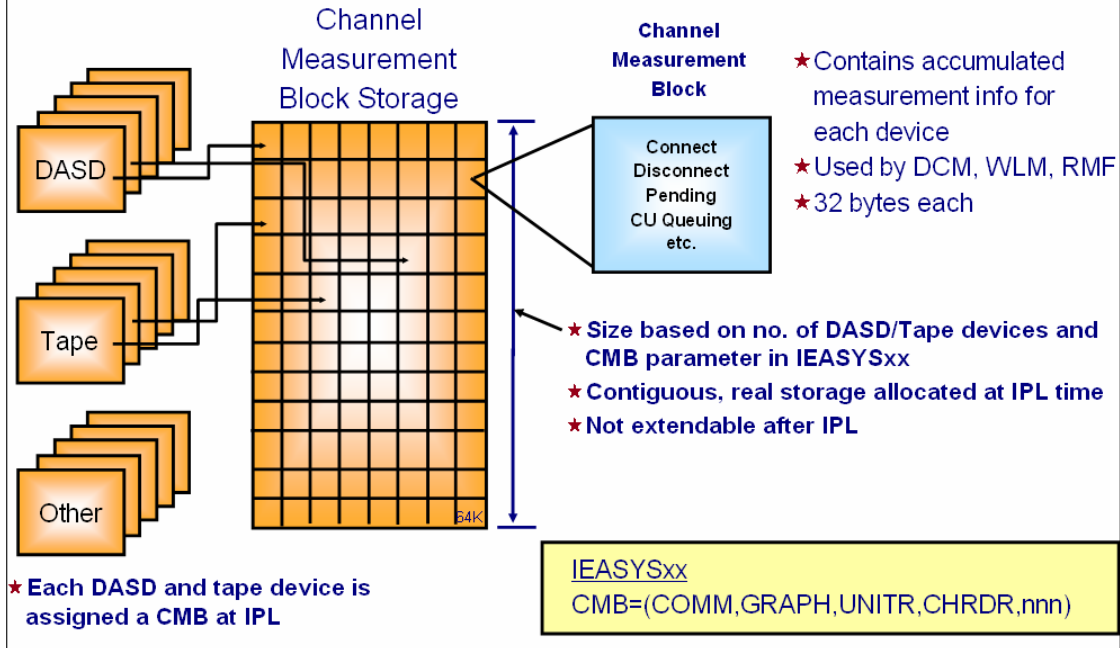 Channel
Measurement
Block Storage
Channel
Measurement
Block
★Contains accumulated
measurement info for
each device
★Used by DCM, WLM, RMF
★32 bytes each
DASD
Connect
Disconnect
Pending
CU Queuing
etc.
Tape
★Size based on no. of DASD/Tape devices and
CMB parameter in IEASYSxx
★Contiguous, real storage allocated at IPL time
★Not extendable after IPL
Other
64K
★Each DASD and tape device is
assigned a CMB at IPL
IEASYSxx
CMB=(COMM,GRAPH,UNITR,CHRDR,nnn)